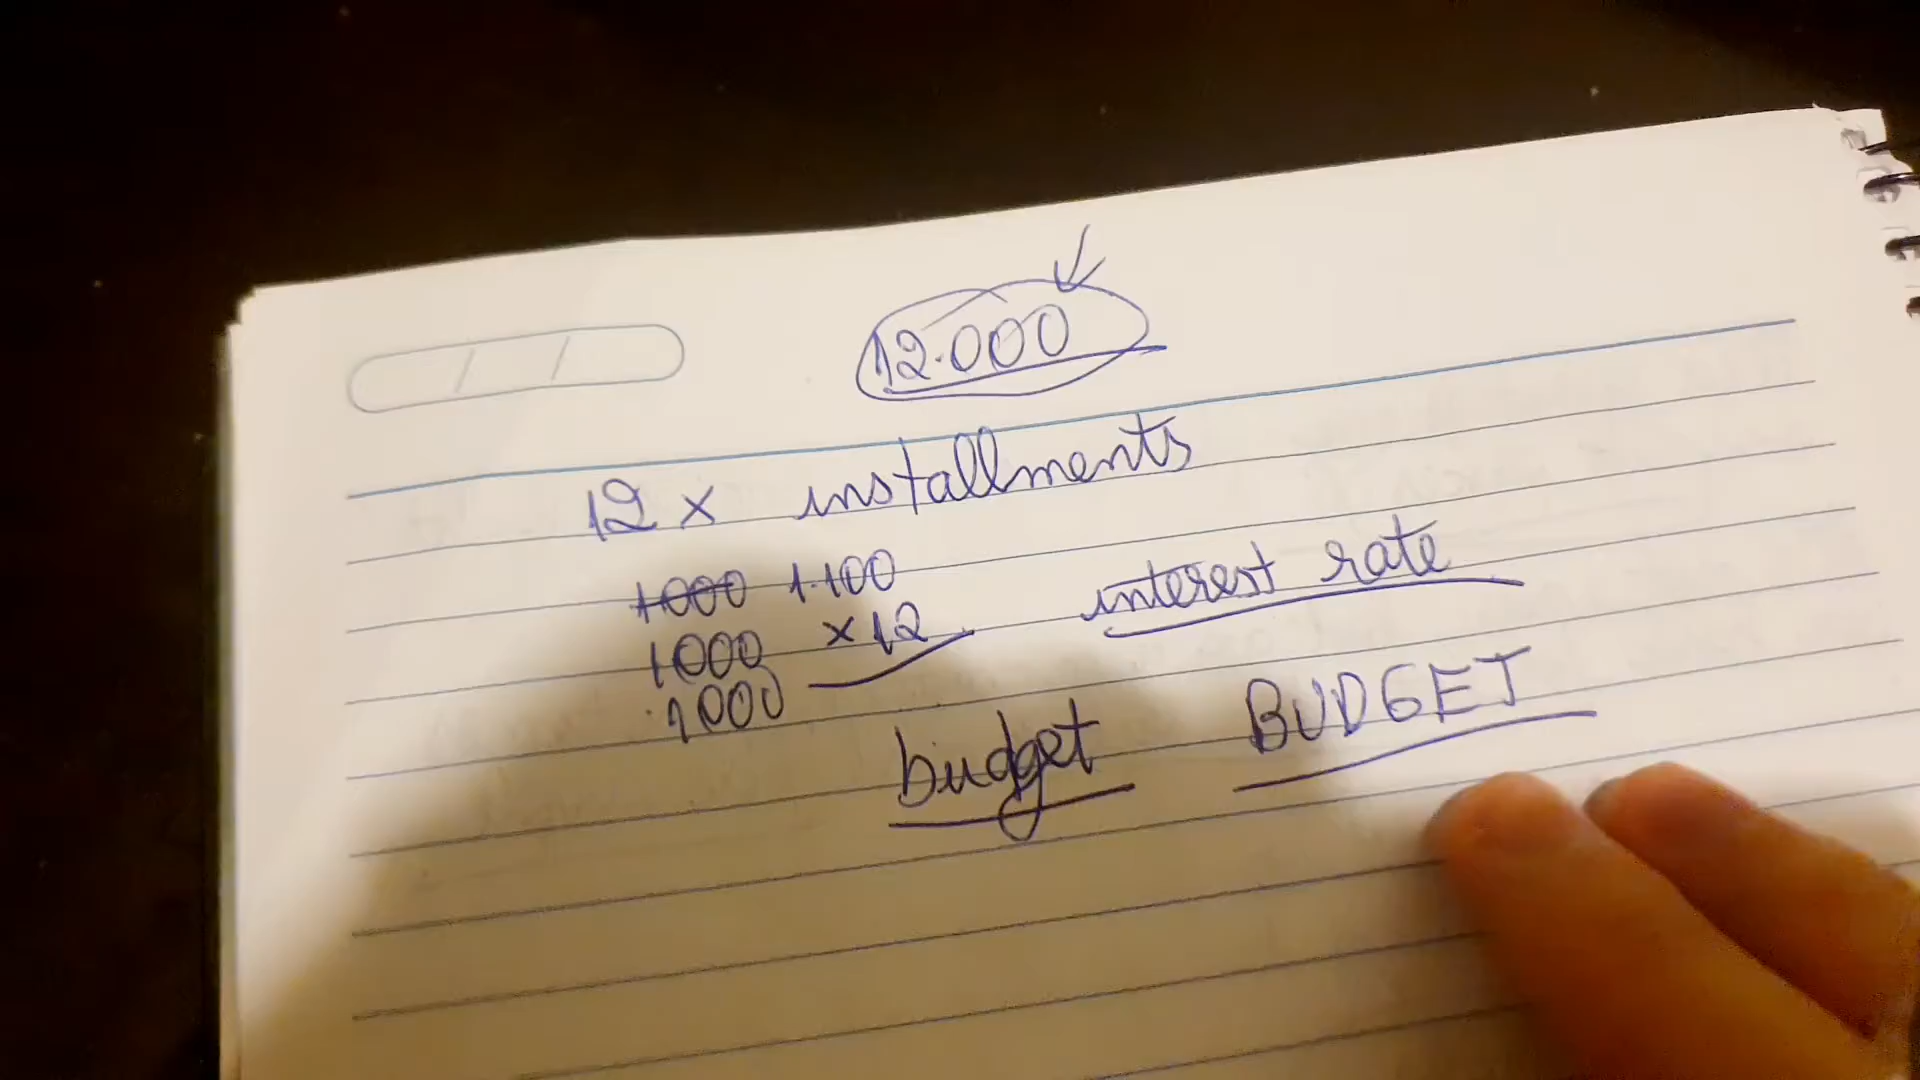 12.000
12 x installments
1000 1.100
1000 x12 interest rate
1000
budget BUDGET